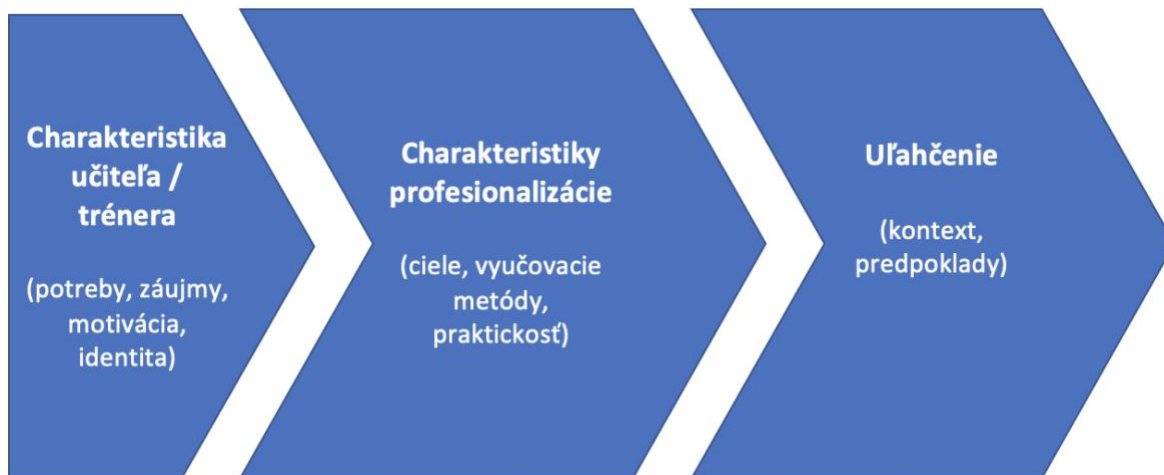 Charakteristika
učiteľa /
trénera
(potreby, záujmy,
motivácia,
identita)
Charakteristiky
profesionalizácie
(ciele, vyučovacie
metódy,
praktickosť)
Uľahčenie
(kontext,
predpoklady)